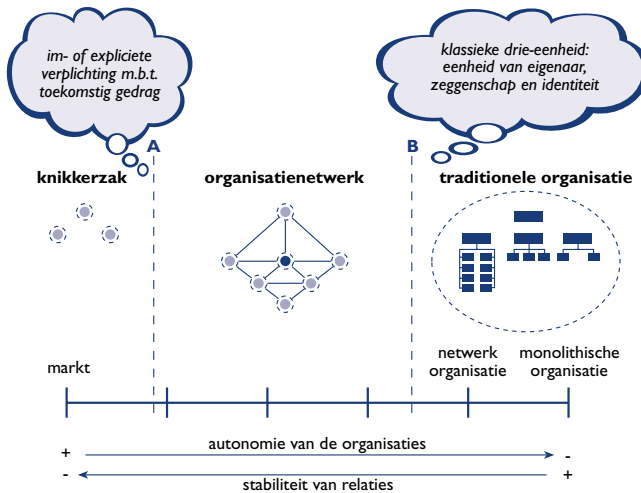 im- of expliciete
verplichting m.b.t.
toekomstig gedrag
klassieke drie-eenheid:
eenheid van eigenaar,
zeggenschap en identiteit
A
B
knikkerzak
organisatienetwerk
traditionele organisatie
markt
netwerk
organisatie
monolithische
organisatie
+ autonomie van de organisaties -
- stabiliteit van relaties +